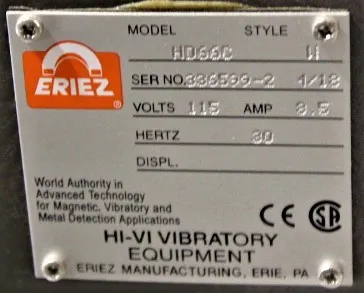 MODEL STYLE
HD66C W
ERIEZ ®
SER NO. 336599-2 4/18
VOLTS 115 AMP 3.5
HERTZ 30
DISPL.
World Authority in
Advanced Technology
for Magnetic, Vibratory and
Metal Detection Applications
CE SA
HI-VI VIBRATORY
EQUIPMENT
ERIEZ MANUFACTURING, ERIE, PA